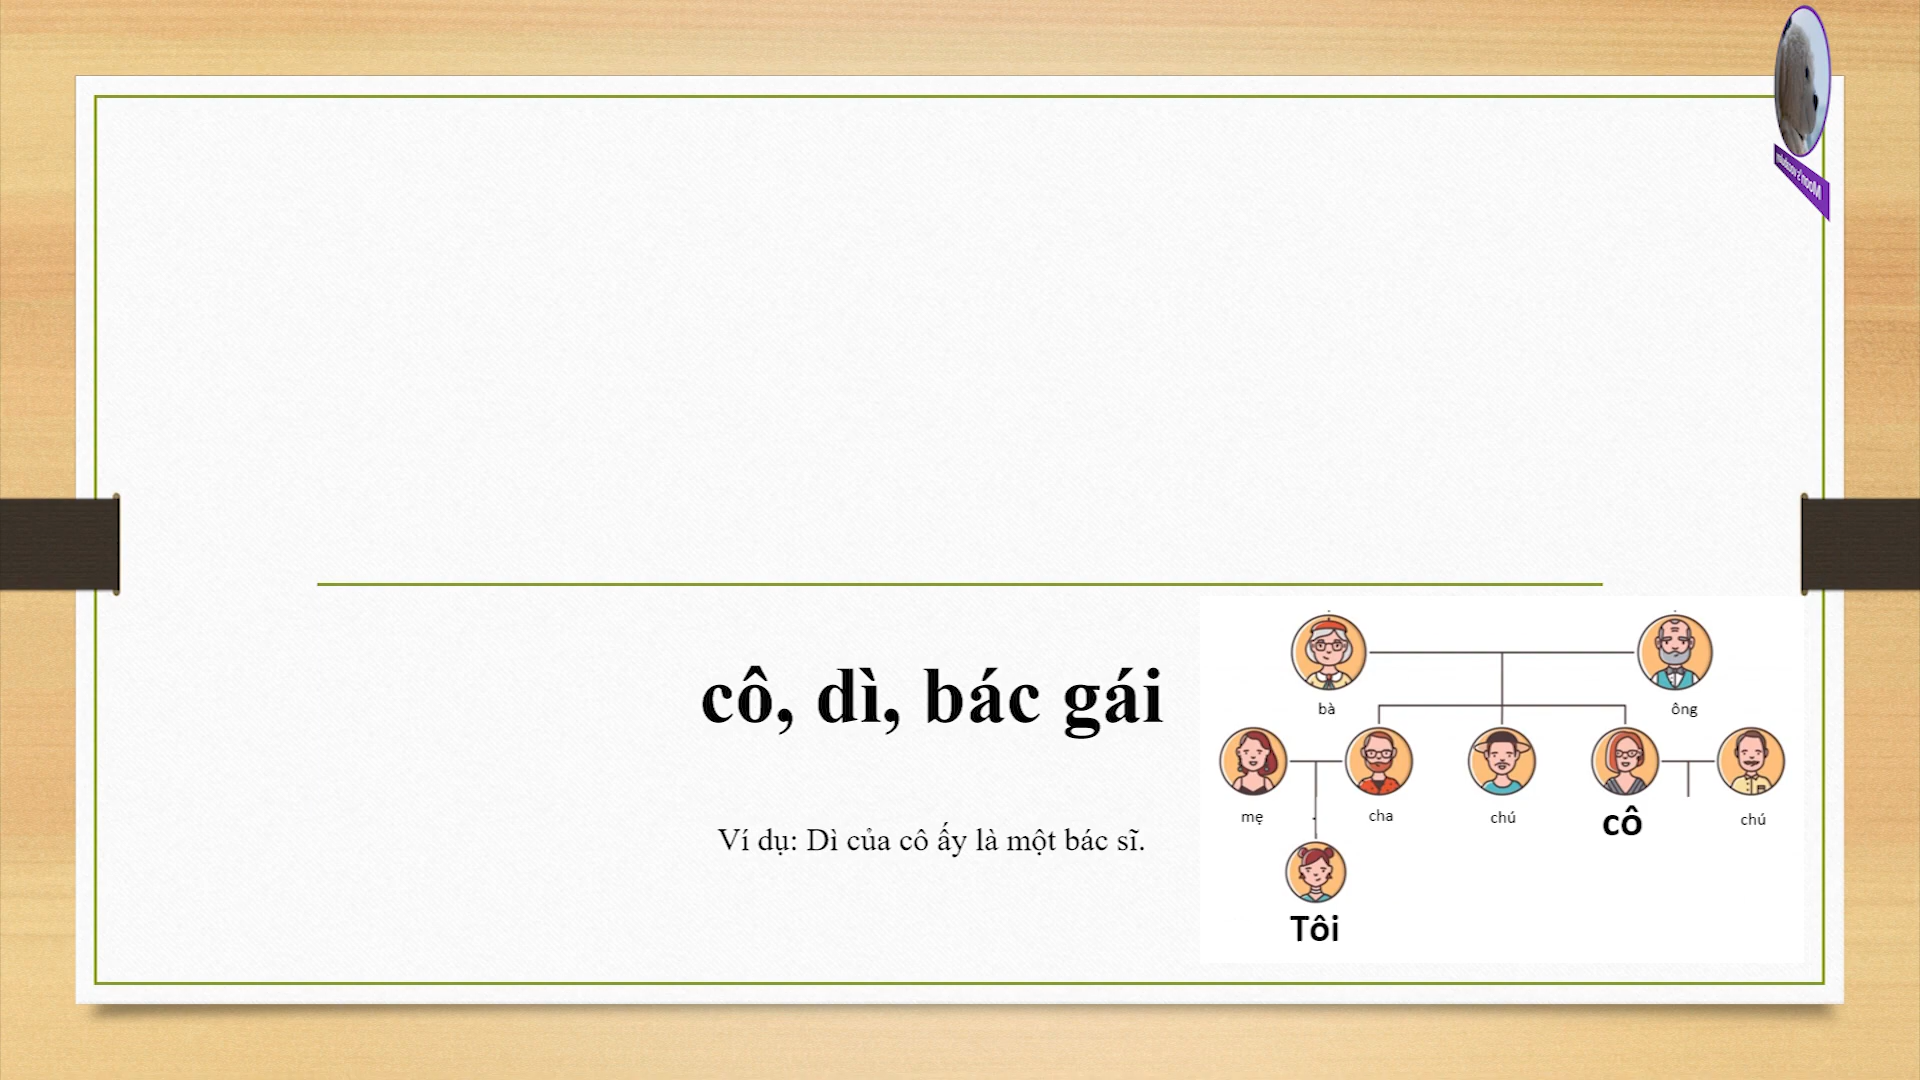 cô, dì, bác gái
Ví dụ: Dì của cô ấy là một bác sĩ.
bà
ông
mẹ
cha
chú
cô
chú
Tôi